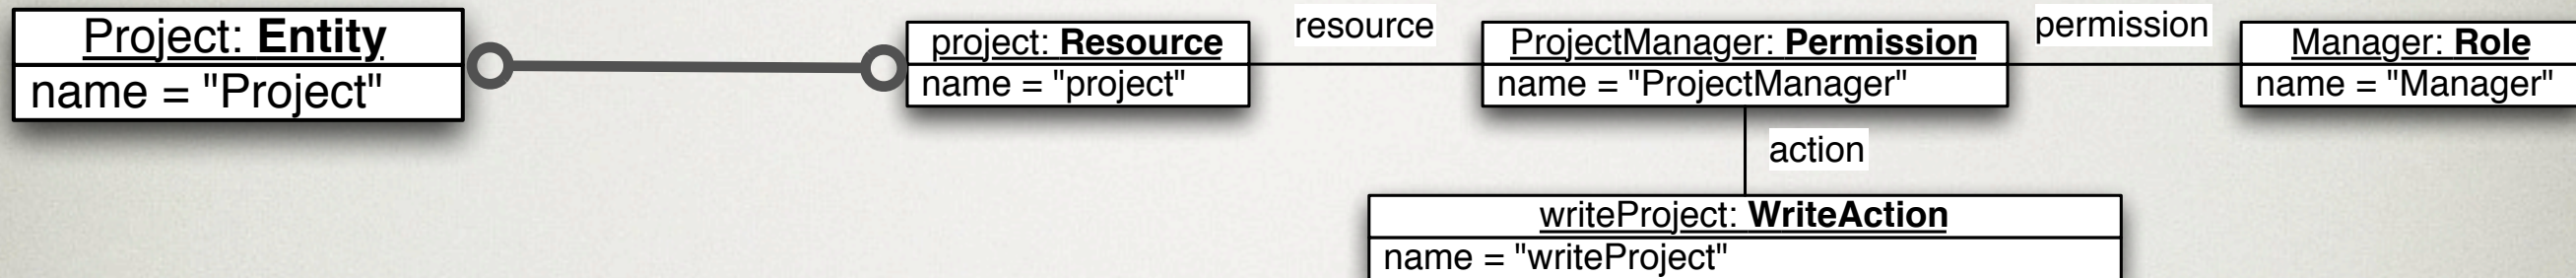 Project: Entity
name = "Project"
project: Resource
name = "project"
resource
ProjectManager: Permission
name = "ProjectManager"
permission
Manager: Role
name = "Manager"
action
writeProject: WriteAction
name = "writeProject"